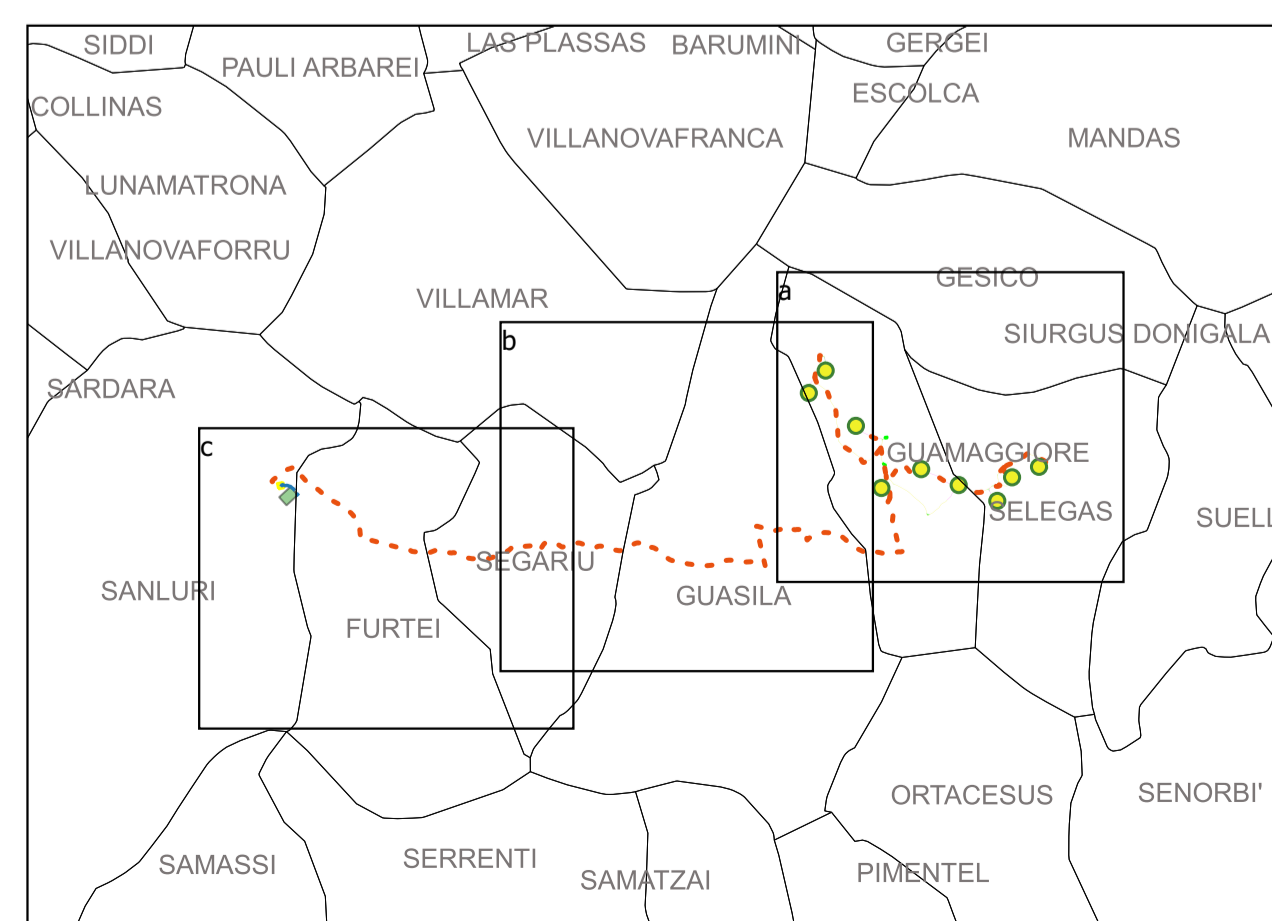 SIDDI
LAS PLASSAS
BARUMINI
GERGEI
PAULI ARBAREI
ESCOLCA
COLLINAS
VILLANOVAFRANCA
MANDAS
LUNAMATRONA
VILLANOVAFORRU
GESICO
a
VILLAMAR
SIURGUS DONIGALA
b
SARDARA
c
GUAMAGGIORE
SELEGAS
SUELL
SEGARIU
SANLURI
GUASILA
FURTEI
ORTACESUS
SENORBI'
SAMASSI
SERRENTI
SAMATZAI
PIMENTEL